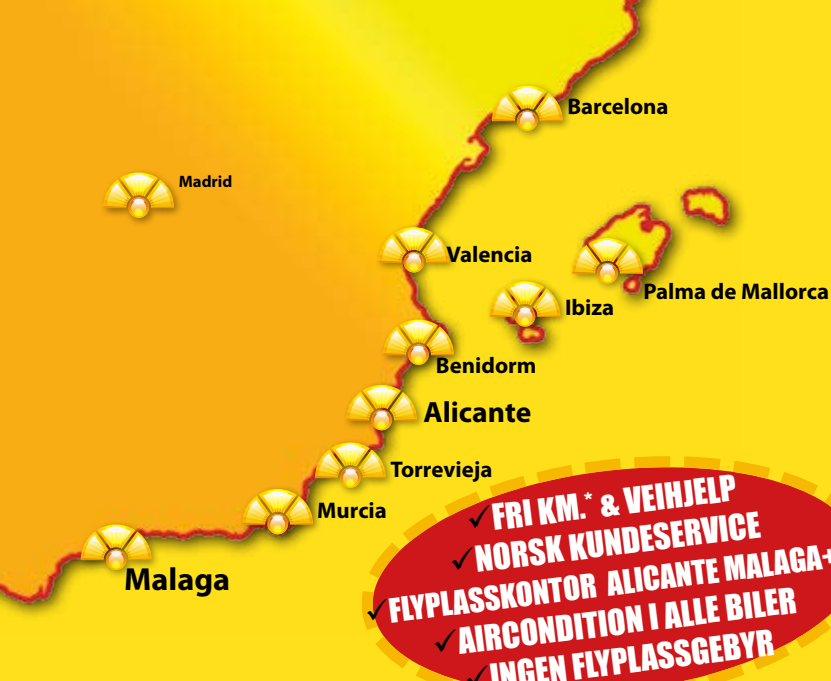 Barcelona
Madrid
Valencia
Palma de Mallorca
Ibiza
Benidorm
Alicante
Torrevieja
Murcia
Malaga
✓FRI KM.* & VEIHJELP
✓NORSK KUNDESERVICE
✓FLYPLASSKONTOR ALICANTE MALAGA+
✓AIRCONDITION I ALLE BILER
✓INGEN FLYPLASSGEBYR